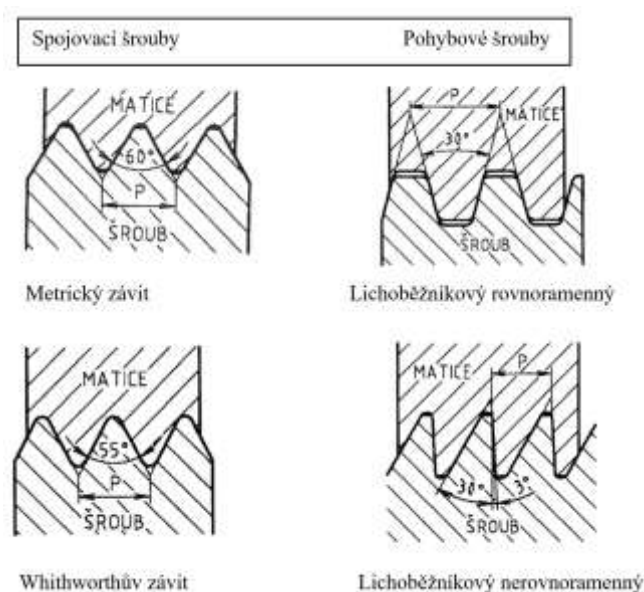 Spojovací šrouby Pohybové šrouby
MATICE
60°
P
ŠROUB
Metrický závit
P
MATICE
30°
ŠROUB
Lichoběžníkový rovnoramenný
MATICE
55°
P
ŠROUB
Whithworthův závit
P
MATICE
30° 3°
ŠROUB
Lichoběžníkový nerovnoramenný